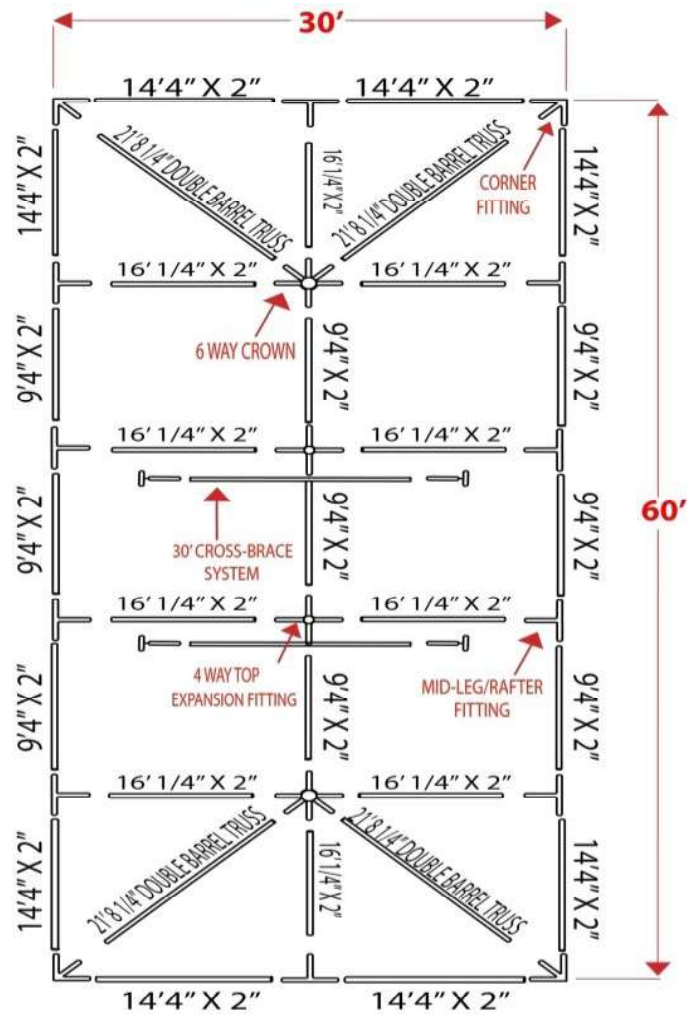 30'
14'4" X 2"
14'4" X 2"
14'4" X 2"
21'8 1/4" DOUBLE BARREL TRUSS
16' 1/4" X 2"
21'8 1/4" DOUBLE BARREL TRUSS
CORNER
FITTING
14'4" X 2"
16' 1/4" X 2"
16' 1/4" X 2"
9'4" X 2"
6 WAY CROWN
9'4" X 2"
9'4" X 2"
16' 1/4" X 2"
16' 1/4" X 2"
9'4" X 2"
30' CROSS-BRACE
SYSTEM
9'4" X 2"
9'4" X 2"
60'
16' 1/4" X 2"
16' 1/4" X 2"
9'4" X 2"
4 WAY TOP
EXPANSION FITTING
9'4" X 2"
MID-LEG/RAFTER
FITTING
9'4" X 2"
16' 1/4" X 2"
16' 1/4" X 2"
14'4" X 2"
21'8 1/4" DOUBLE BARREL TRUSS
16' 1/4" X 2"
21'8 1/4" DOUBLE BARREL TRUSS
14'4" X 2"
14'4" X 2"
14'4" X 2"